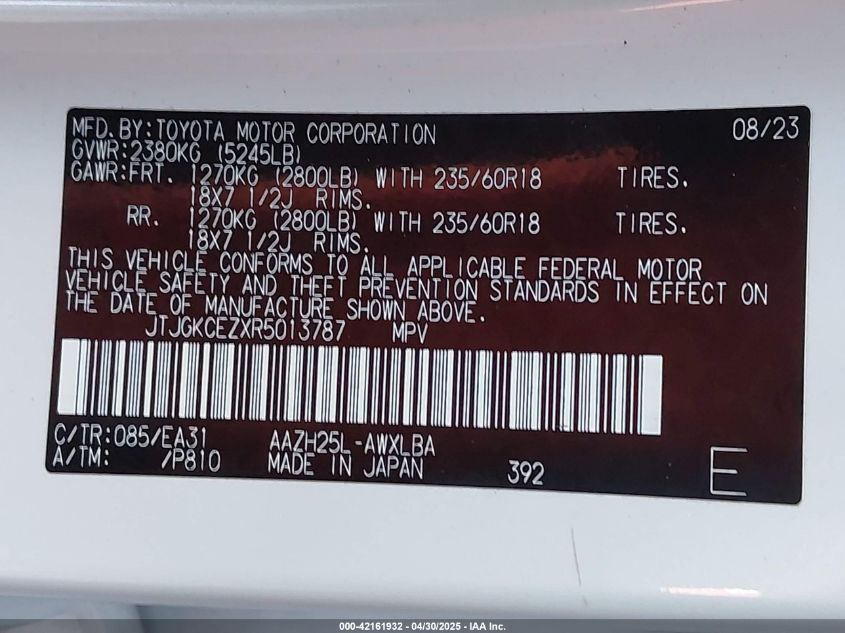 MFD. BY: TOYOTA MOTOR CORPORATION 08/23
GVWR: 2380KG (5245LB)
GAWR: FRT. 1270KG (2800LB) WITH 235/60R18 TIRES.
18X7 1/2J RIMS.
RR. 1270KG (2800LB) WITH 235/60R18 TIRES.
18X7 1/2J RIMS.
THIS VEHICLE CONFORMS TO ALL APPLICABLE FEDERAL MOTOR
VEHICLE SAFETY AND THEFT PREVENTION STANDARDS IN EFFECT ON
THE DATE OF MANUFACTURE SHOWN ABOVE.
JTJGKCEZXR5013787 MPV
C/TR: 085/EA31 AAZH25L-AWXLBA
A/TM: /P810 MADE IN JAPAN 392 E
000-42161932 - 04/30/2025 - IAA Inc.